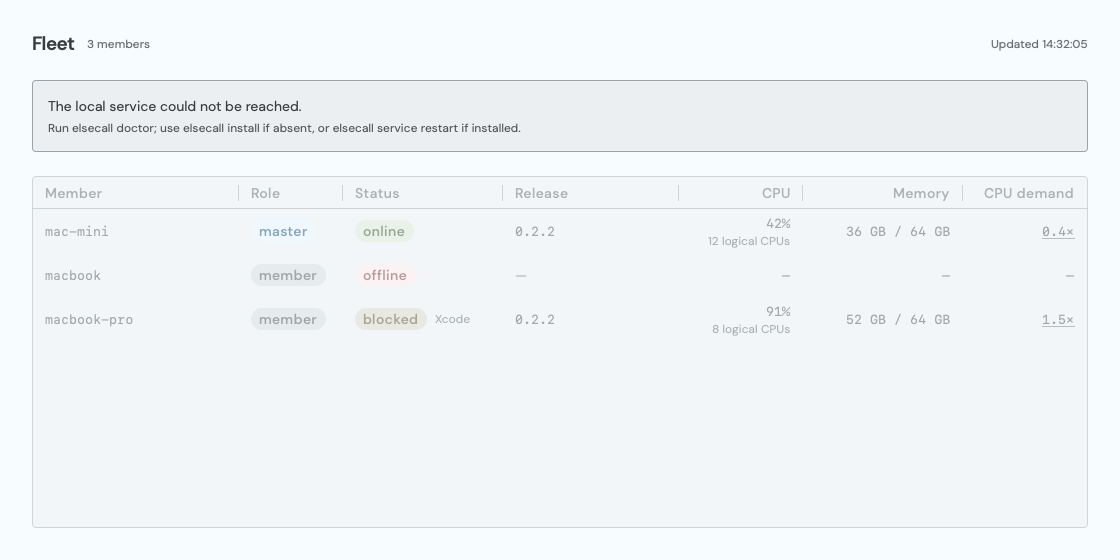 Fleet 3 members Updated 14:32:05
The local service could not be reached.
Run elsecall doctor; use elsecall install if absent, or elsecall service restart if installed.
Member Role Status Release CPU Memory CPU demand
mac-mini master online 0.2.2 42% 36 GB / 64 GB 0.4×
12 logical CPUs
macbook member offline — — — —
macbook-pro member blocked Xcode 0.2.2 91% 52 GB / 64 GB 1.5×
8 logical CPUs